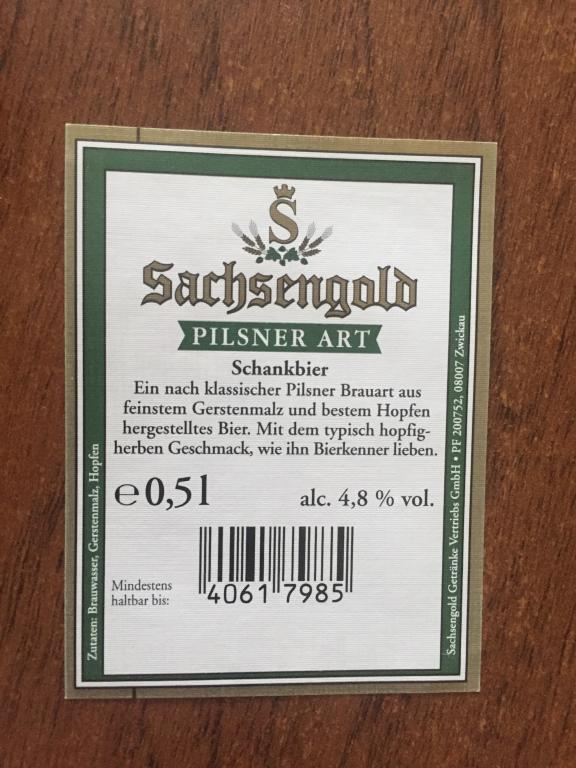 S
Sachsengold
PILSNER ART
Schankbier
Ein nach klassischer Pilsner Brauart aus
feinstem Gerstenmalz und bestem Hopfen
hergestelltes Bier. Mit dem typisch hopfig-
herben Geschmack, wie ihn Bierkenner lieben.
℮ 0,5l
alc. 4,8 % vol.
Mindestens
haltbar bis:
4061 7985
Zutaten: Brauwasser, Gerstenmalz, Hopfen
Sachsengold Getränke Vertriebs GmbH • PF 200752, 08007 Zwickau